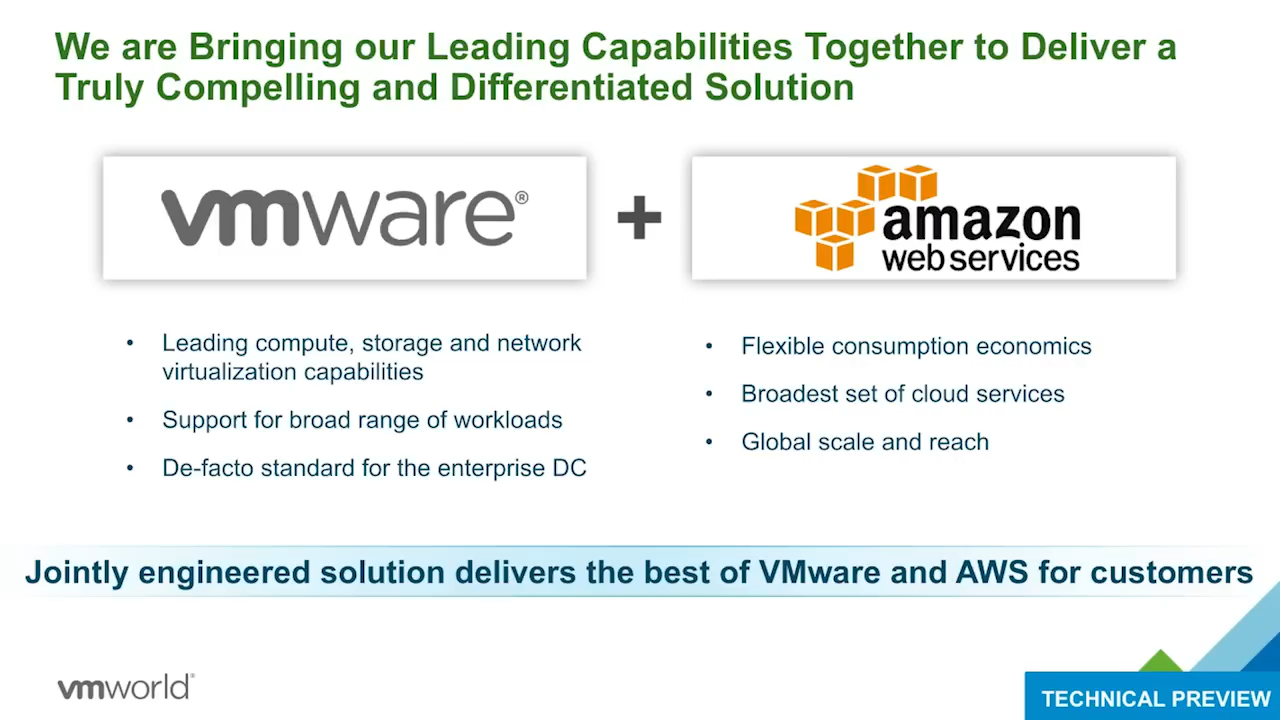 We are Bringing our Leading Capabilities Together to Deliver a
Truly Compelling and Differentiated Solution
vmware®
+
amazon
web services
• Leading compute, storage and network
virtualization capabilities
• Support for broad range of workloads
• De-facto standard for the enterprise DC
• Flexible consumption economics
• Broadest set of cloud services
• Global scale and reach
Jointly engineered solution delivers the best of VMware and AWS for customers
vmworld®
TECHNICAL PREVIEW